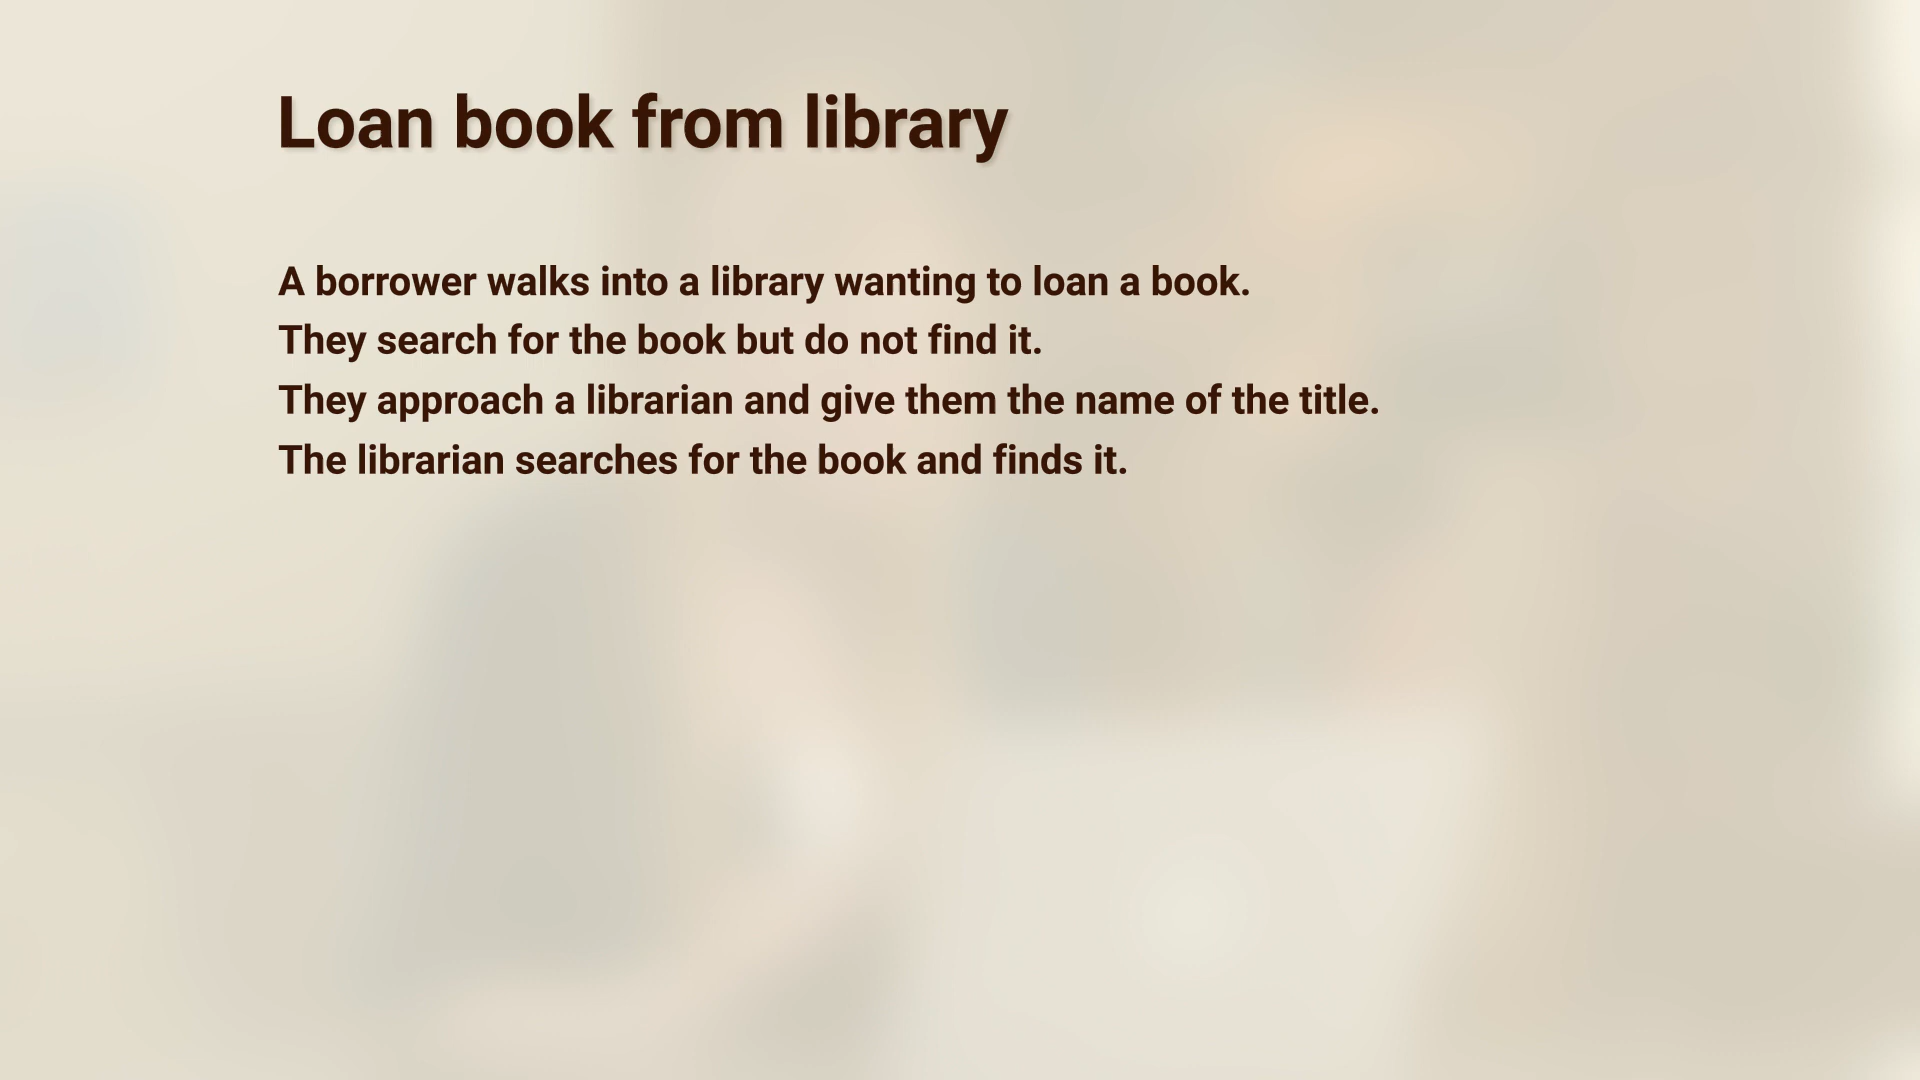 Loan book from library
A borrower walks into a library wanting to loan a book.
They search for the book but do not find it.
They approach a librarian and give them the name of the title.
The librarian searches for the book and finds it.